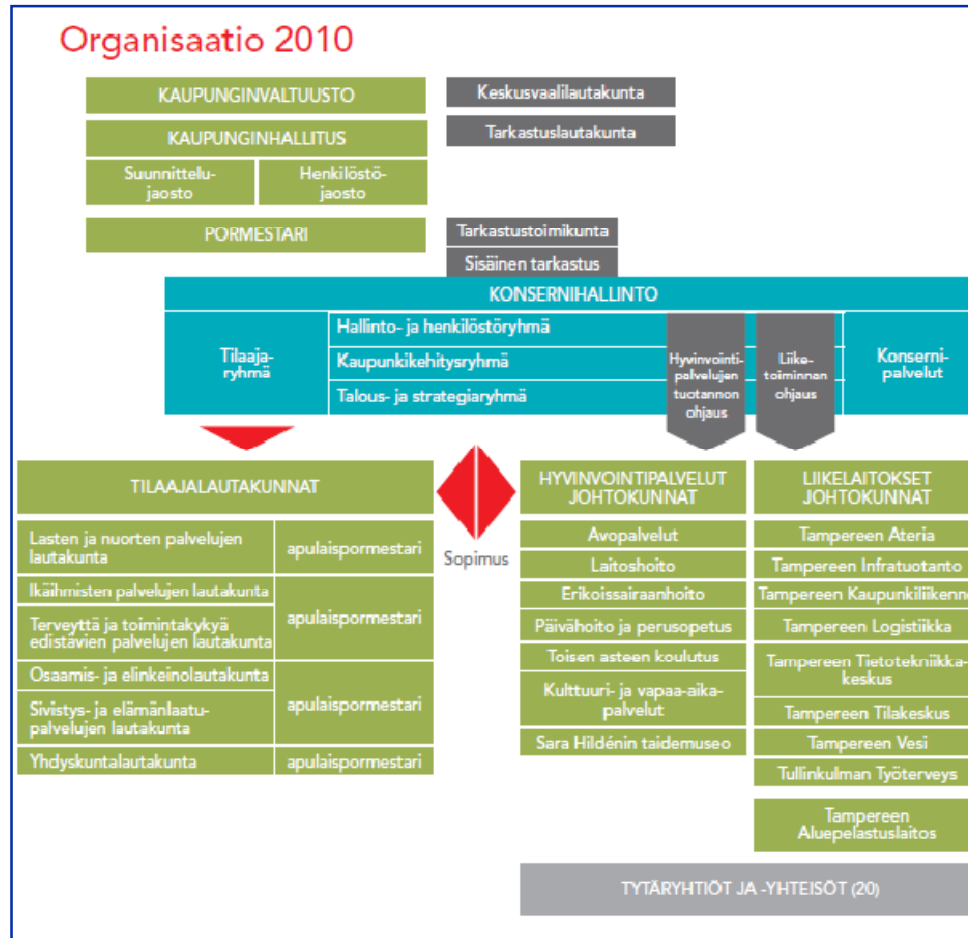 Organisaatio 2010
KAUPUNGINVALTUUSTO
Keskusvaalilautakunta
KAUPUNGINHALLITUS
Tarkastuslautakunta
Suunnittelu-
jaosto
Henkilöstö-
jaosto
PORMESTARI
Tarkastustoimikunta
Sisäinen tarkastus
KONSERNIHALLINTO
Tilaaja-
ryhmä
Hallinto- ja henkilöstöryhmä
Kaupunkikehitysryhmä
Talous- ja strategiaryhmä
Hyvinvointi-
palvelujen
tuotannon
ohjaus
Liike-
toiminnan
ohjaus
Konserni-
palvelut
TILAAJALAUTAKUNNAT
Lasten ja nuorten palvelujen
lautakunta
apulaispormestari
Ikäihmisten palvelujen lautakunta
Terveyttä ja toimintakykyä
edistävien palvelujen lautakunta
apulaispormestari
Osaamis- ja elinkeinolautakunta
Sivistys- ja elämänlaatu-
palvelujen lautakunta
apulaispormestari
Yhdyskuntalautakunta
apulaispormestari
Sopimus
HYVINVOINTIPALVELUT
JOHTOKUNNAT
Avopalvelut
Laitoshoito
Erikoissairaanhoito
Päivähoito ja perusopetus
Toisen asteen koulutus
Kulttuuri- ja vapaa-aika-
palvelut
Sara Hildénin taidemuseo
LIIKELAITOKSET
JOHTOKUNNAT
Tampereen Ateria
Tampereen Infratuotanto
Tampereen Kaupunkiliikenne
Tampereen Logistiikka
Tampereen Tietotekniikka-
keskus
Tampereen Tilakeskus
Tampereen Vesi
Tullinkulman Työterveys
Tampereen
Aluepelastuslaitos
TYTÄRYHTIÖT JA -YHTEISÖT (20)